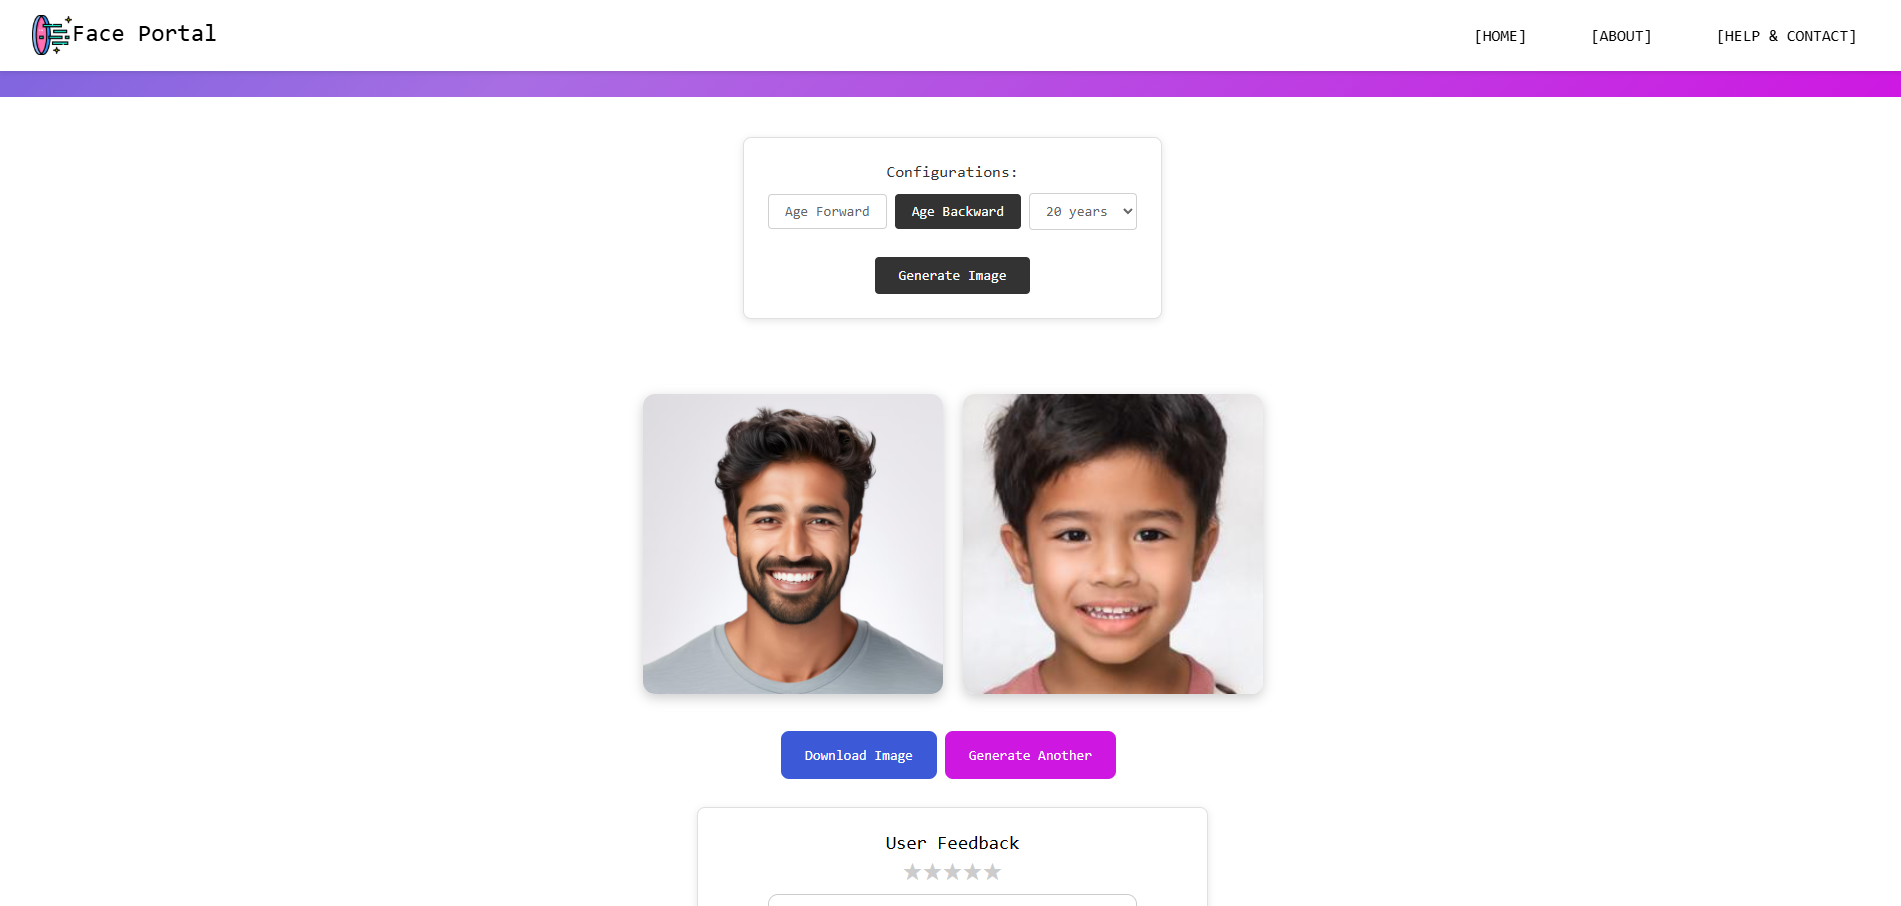 Face Portal
[HOME] [ABOUT] [HELP & CONTACT]
Configurations:
Age Forward Age Backward 20 years
Generate Image
Download Image Generate Another
User Feedback